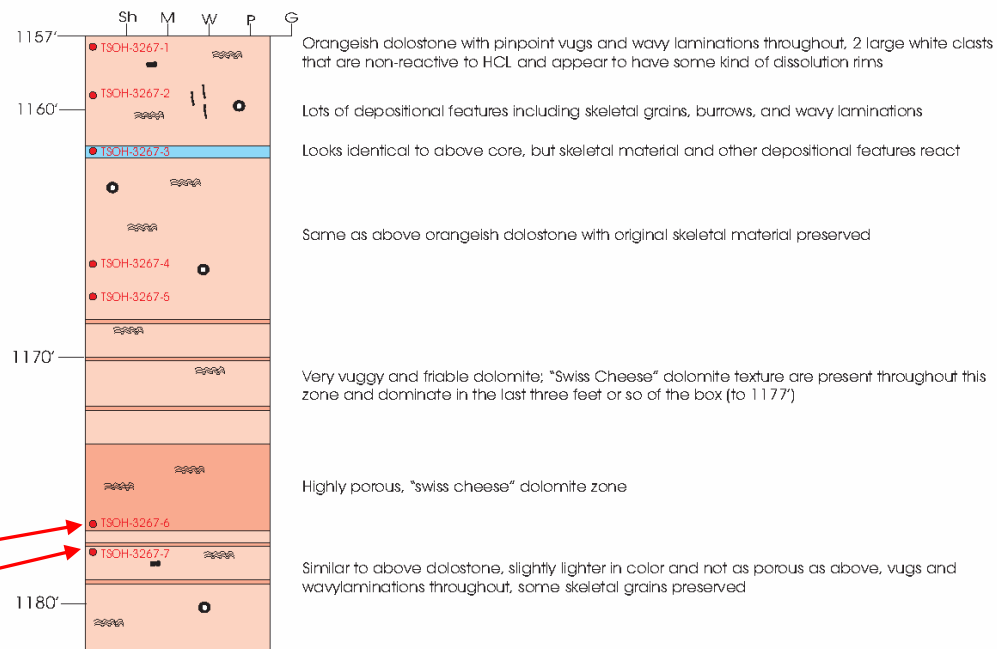 Sh M W P G
1157'
TSOH-3267-1
Orangeish dolostone with pinpoint vugs and wavy laminations throughout, 2 large white clasts
that are non-reactive to HCL and appear to have some kind of dissolution rims
TSOH-3267-2
1160'
Lots of depositional features including skeletal grains, burrows, and wavy laminations
TSOH-3267-3
Looks identical to above core, but skeletal material and other depositional features react
Same as above orangeish dolostone with original skeletal material preserved
TSOH-3267-4
TSOH-3267-5
1170'
Very vuggy and friable dolomite; "Swiss Cheese" dolomite texture are present throughout this
zone and dominate in the last three feet or so of the box (to 1177')
Highly porous, "swiss cheese" dolomite zone
TSOH-3267-6
TSOH-3267-7
Similar to above dolostone, slightly lighter in color and not as porous as above, vugs and
wavylaminations throughout, some skeletal grains preserved
1180'